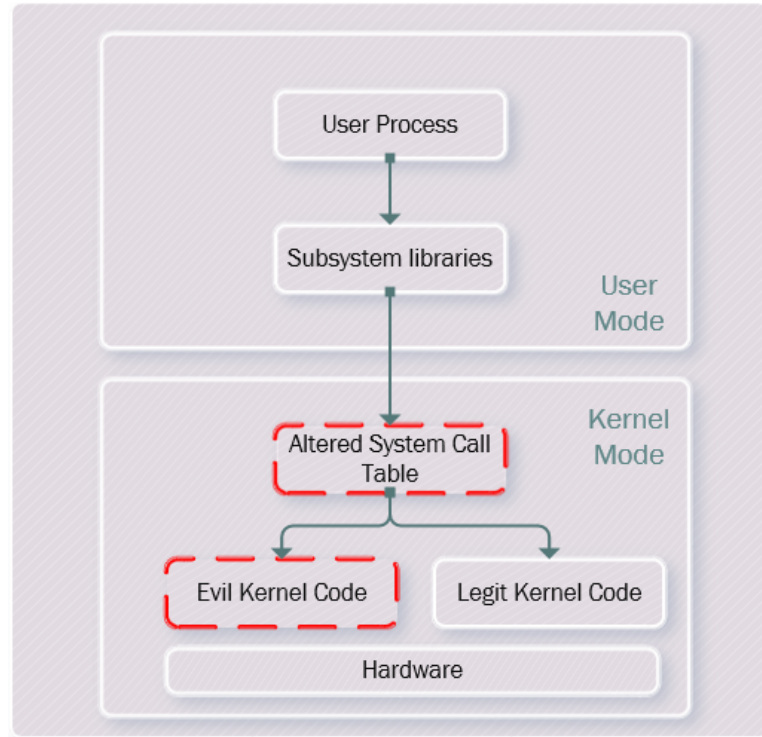 User Process
Subsystem libraries
User
Mode
Kernel
Mode
Altered System Call
Table
Evil Kernel Code
Legit Kernel Code
Hardware